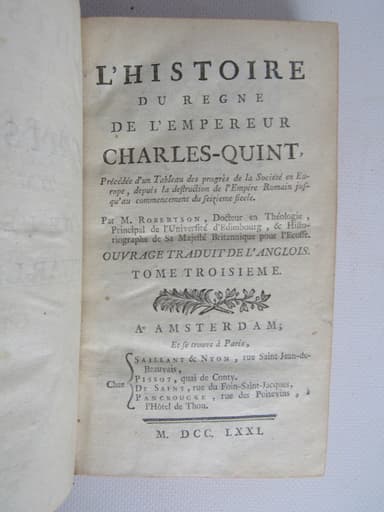 L'HISTOIRE
DU REGNE
DE L'EMPEREUR
CHARLES-QUINT,
Précédée d'un Tableau des progrès de la Société en Eu-
rope, depuis la destruction de l'Empire Romain jus-
qu'au commencement du seizieme siecle.
Par M. ROBERTSON, Docteur en Théologie,
Principal de l'Université d'Edimbourg, & Histo-
riographe de Sa Majesté Britannique pour l'Ecosse.
OUVRAGE TRADUIT DE L'ANGLOIS.
TOME TROISIEME.
A AMSTERDAM;
Et se trouve à Paris,
Chez
SAILLANT & NYON, rue Saint-Jean-de-
Beauvais,
PISSOT, quai de Conty.
DE SAINT, rue du Foin-Saint-Jacques,
PANCKOUCKE, rue des Poitevins, à
l'Hôtel de Thou.
M. DCC. LXXI.